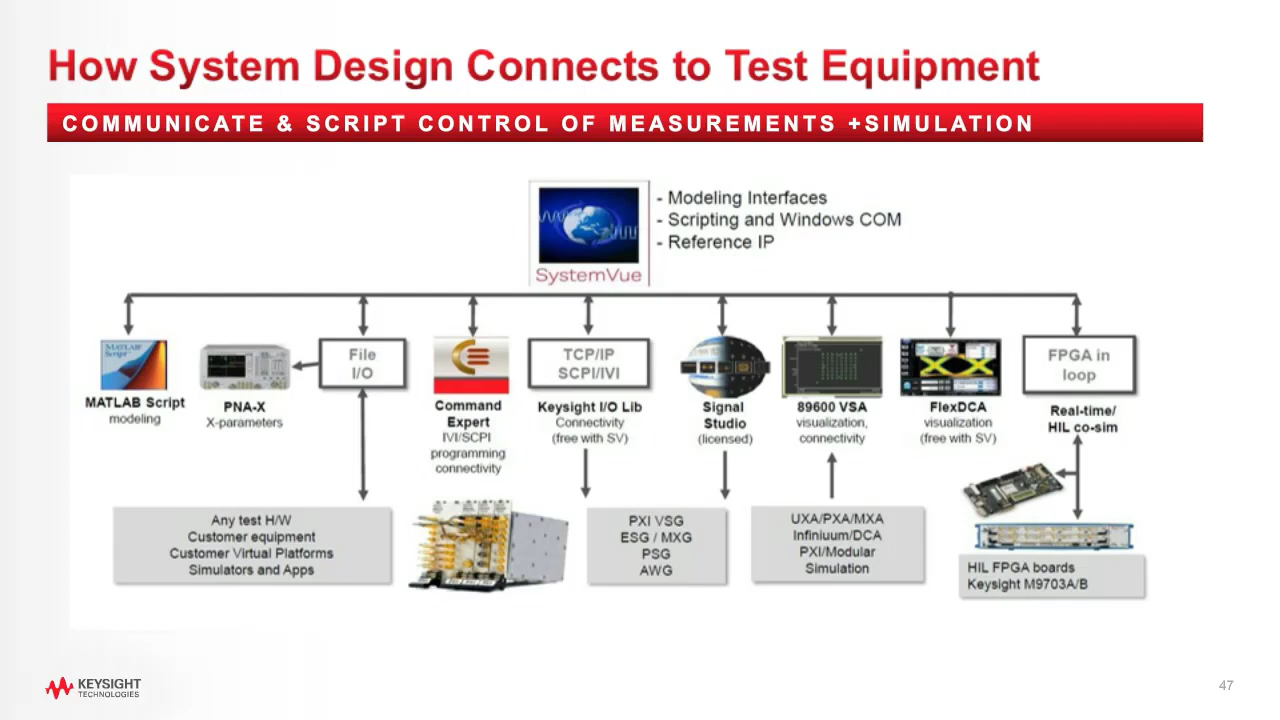 How System Design Connects to Test Equipment
COMMUNICATE & SCRIPT CONTROL OF MEASUREMENTS +SIMULATION
SystemVue
- Modeling Interfaces
- Scripting and Windows COM
- Reference IP
MATLAB
Script
MATLAB Script
modeling
PNA-X
X-parameters
File
I/O
Command
Expert
IVI/SCPI
programming
connectivity
TCP/IP
SCPI/IVI
Keysight I/O Lib
Connectivity
(free with SV)
Signal
Studio
(licensed)
89600 VSA
visualization,
connectivity
FlexDCA
visualization
(free with SV)
FPGA in
loop
Real-time/
HIL co-sim
Any test H/W
Customer equipment
Customer Virtual Platforms
Simulators and Apps
PXI VSG
ESG / MXG
PSG
AWG
UXA/PXA/MXA
Infiniium/DCA
PXI/Modular
Simulation
HIL FPGA boards
Keysight M9703A/B
KEYSIGHT
TECHNOLOGIES
47